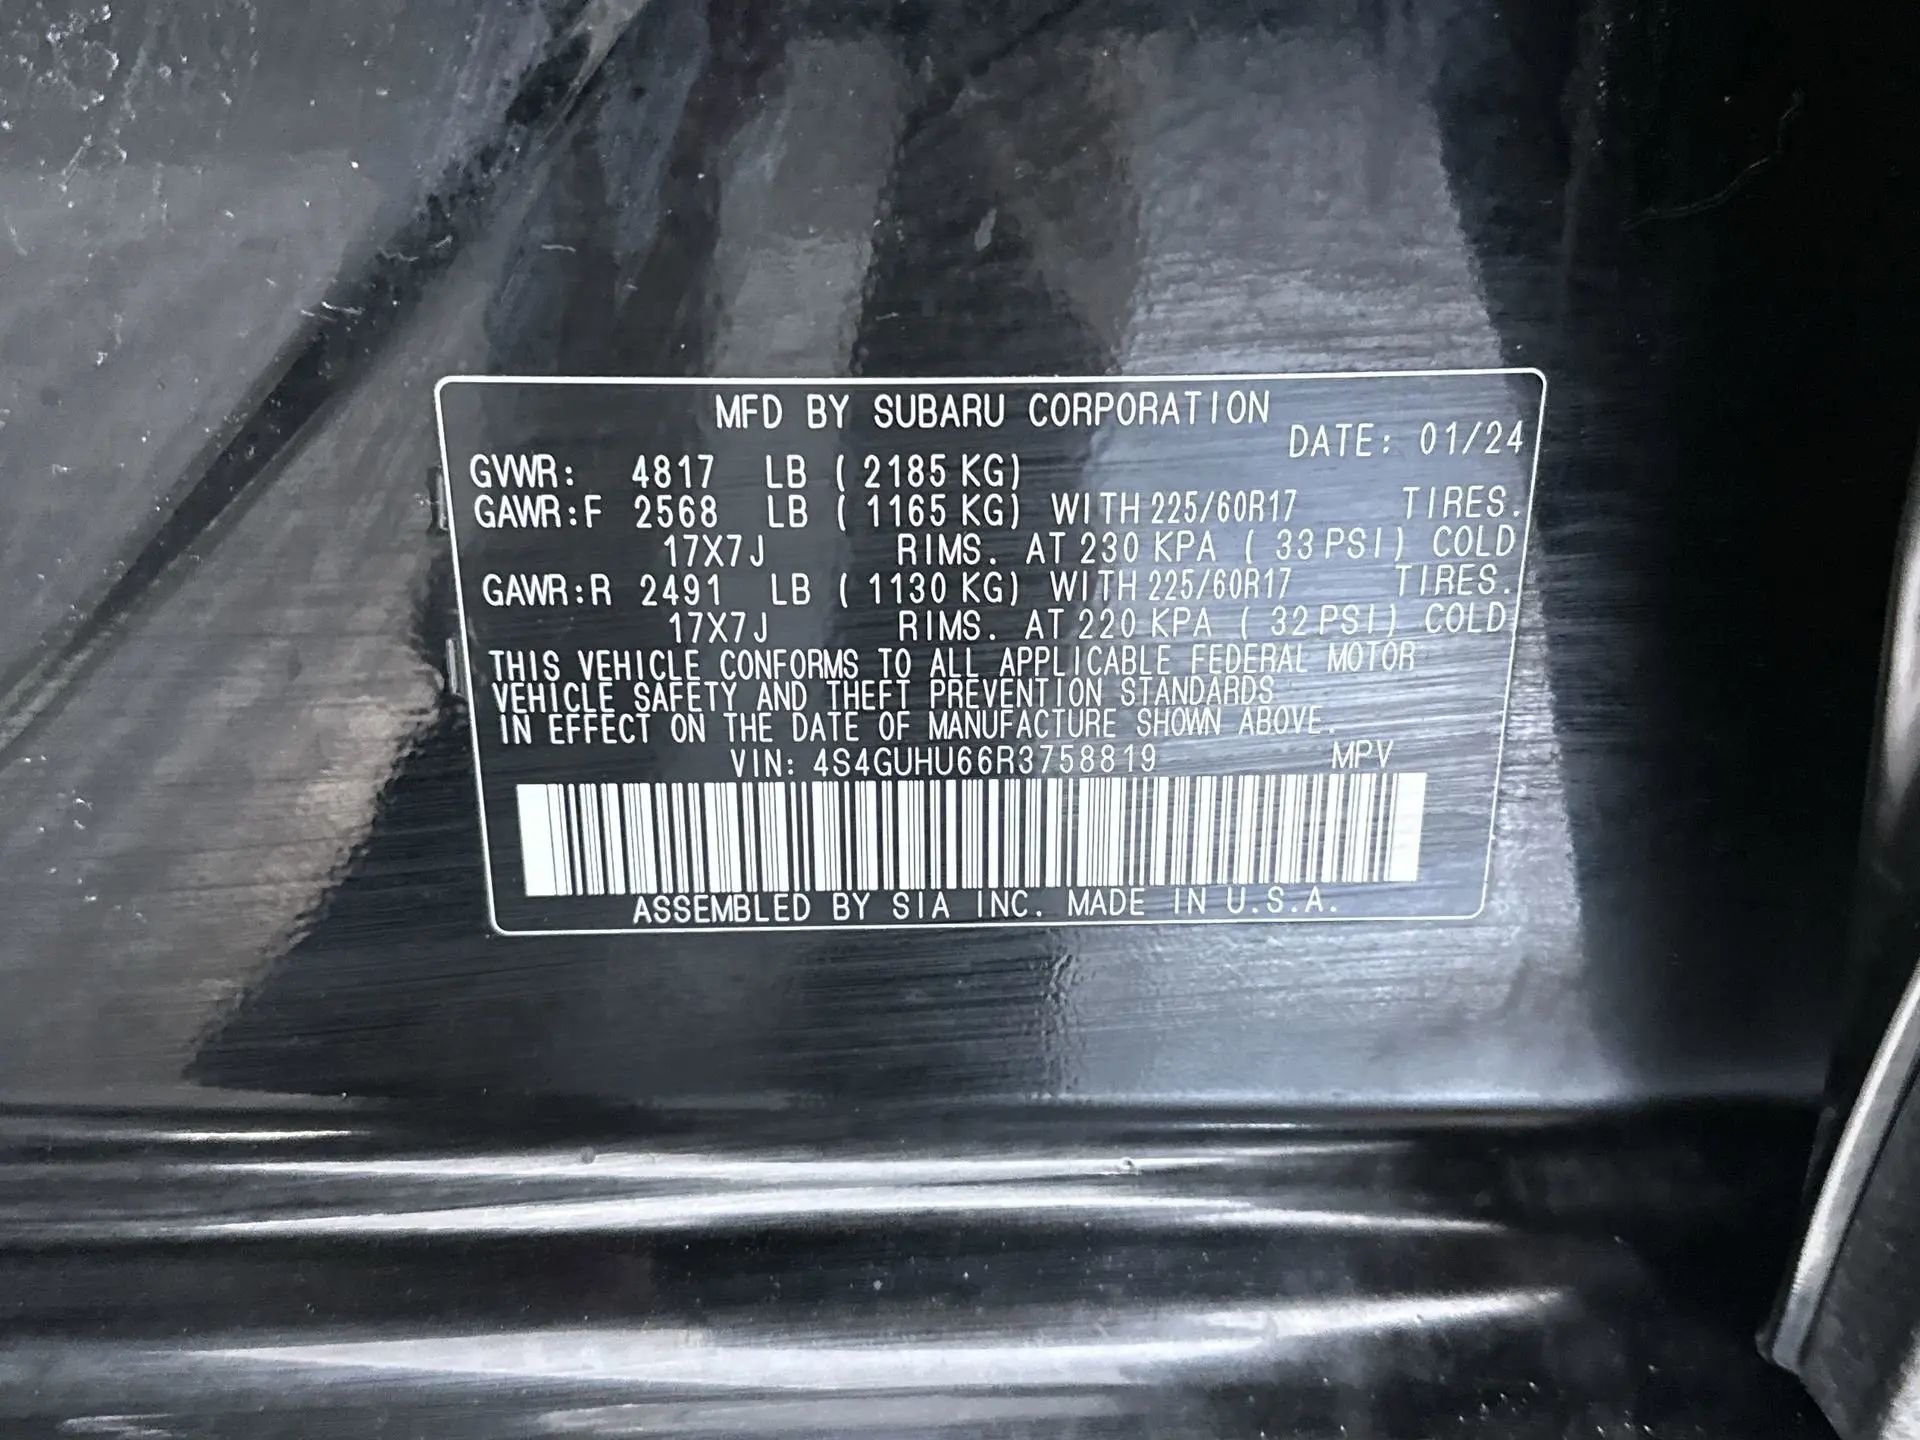 MFD BY SUBARU CORPORATION
DATE: 01/24
GVWR: 4817 LB ( 2185 KG)
GAWR:F 2568 LB ( 1165 KG) WITH 225/60R17 TIRES.
17X7J RIMS. AT 230 KPA ( 33 PSI) COLD
GAWR:R 2491 LB ( 1130 KG) WITH 225/60R17 TIRES.
17X7J RIMS. AT 220 KPA ( 32 PSI) COLD
THIS VEHICLE CONFORMS TO ALL APPLICABLE FEDERAL MOTOR
VEHICLE SAFETY AND THEFT PREVENTION STANDARDS
IN EFFECT ON THE DATE OF MANUFACTURE SHOWN ABOVE.
VIN: 4S4GUHU66R3758819 MPV
ASSEMBLED BY SIA INC. MADE IN U.S.A.